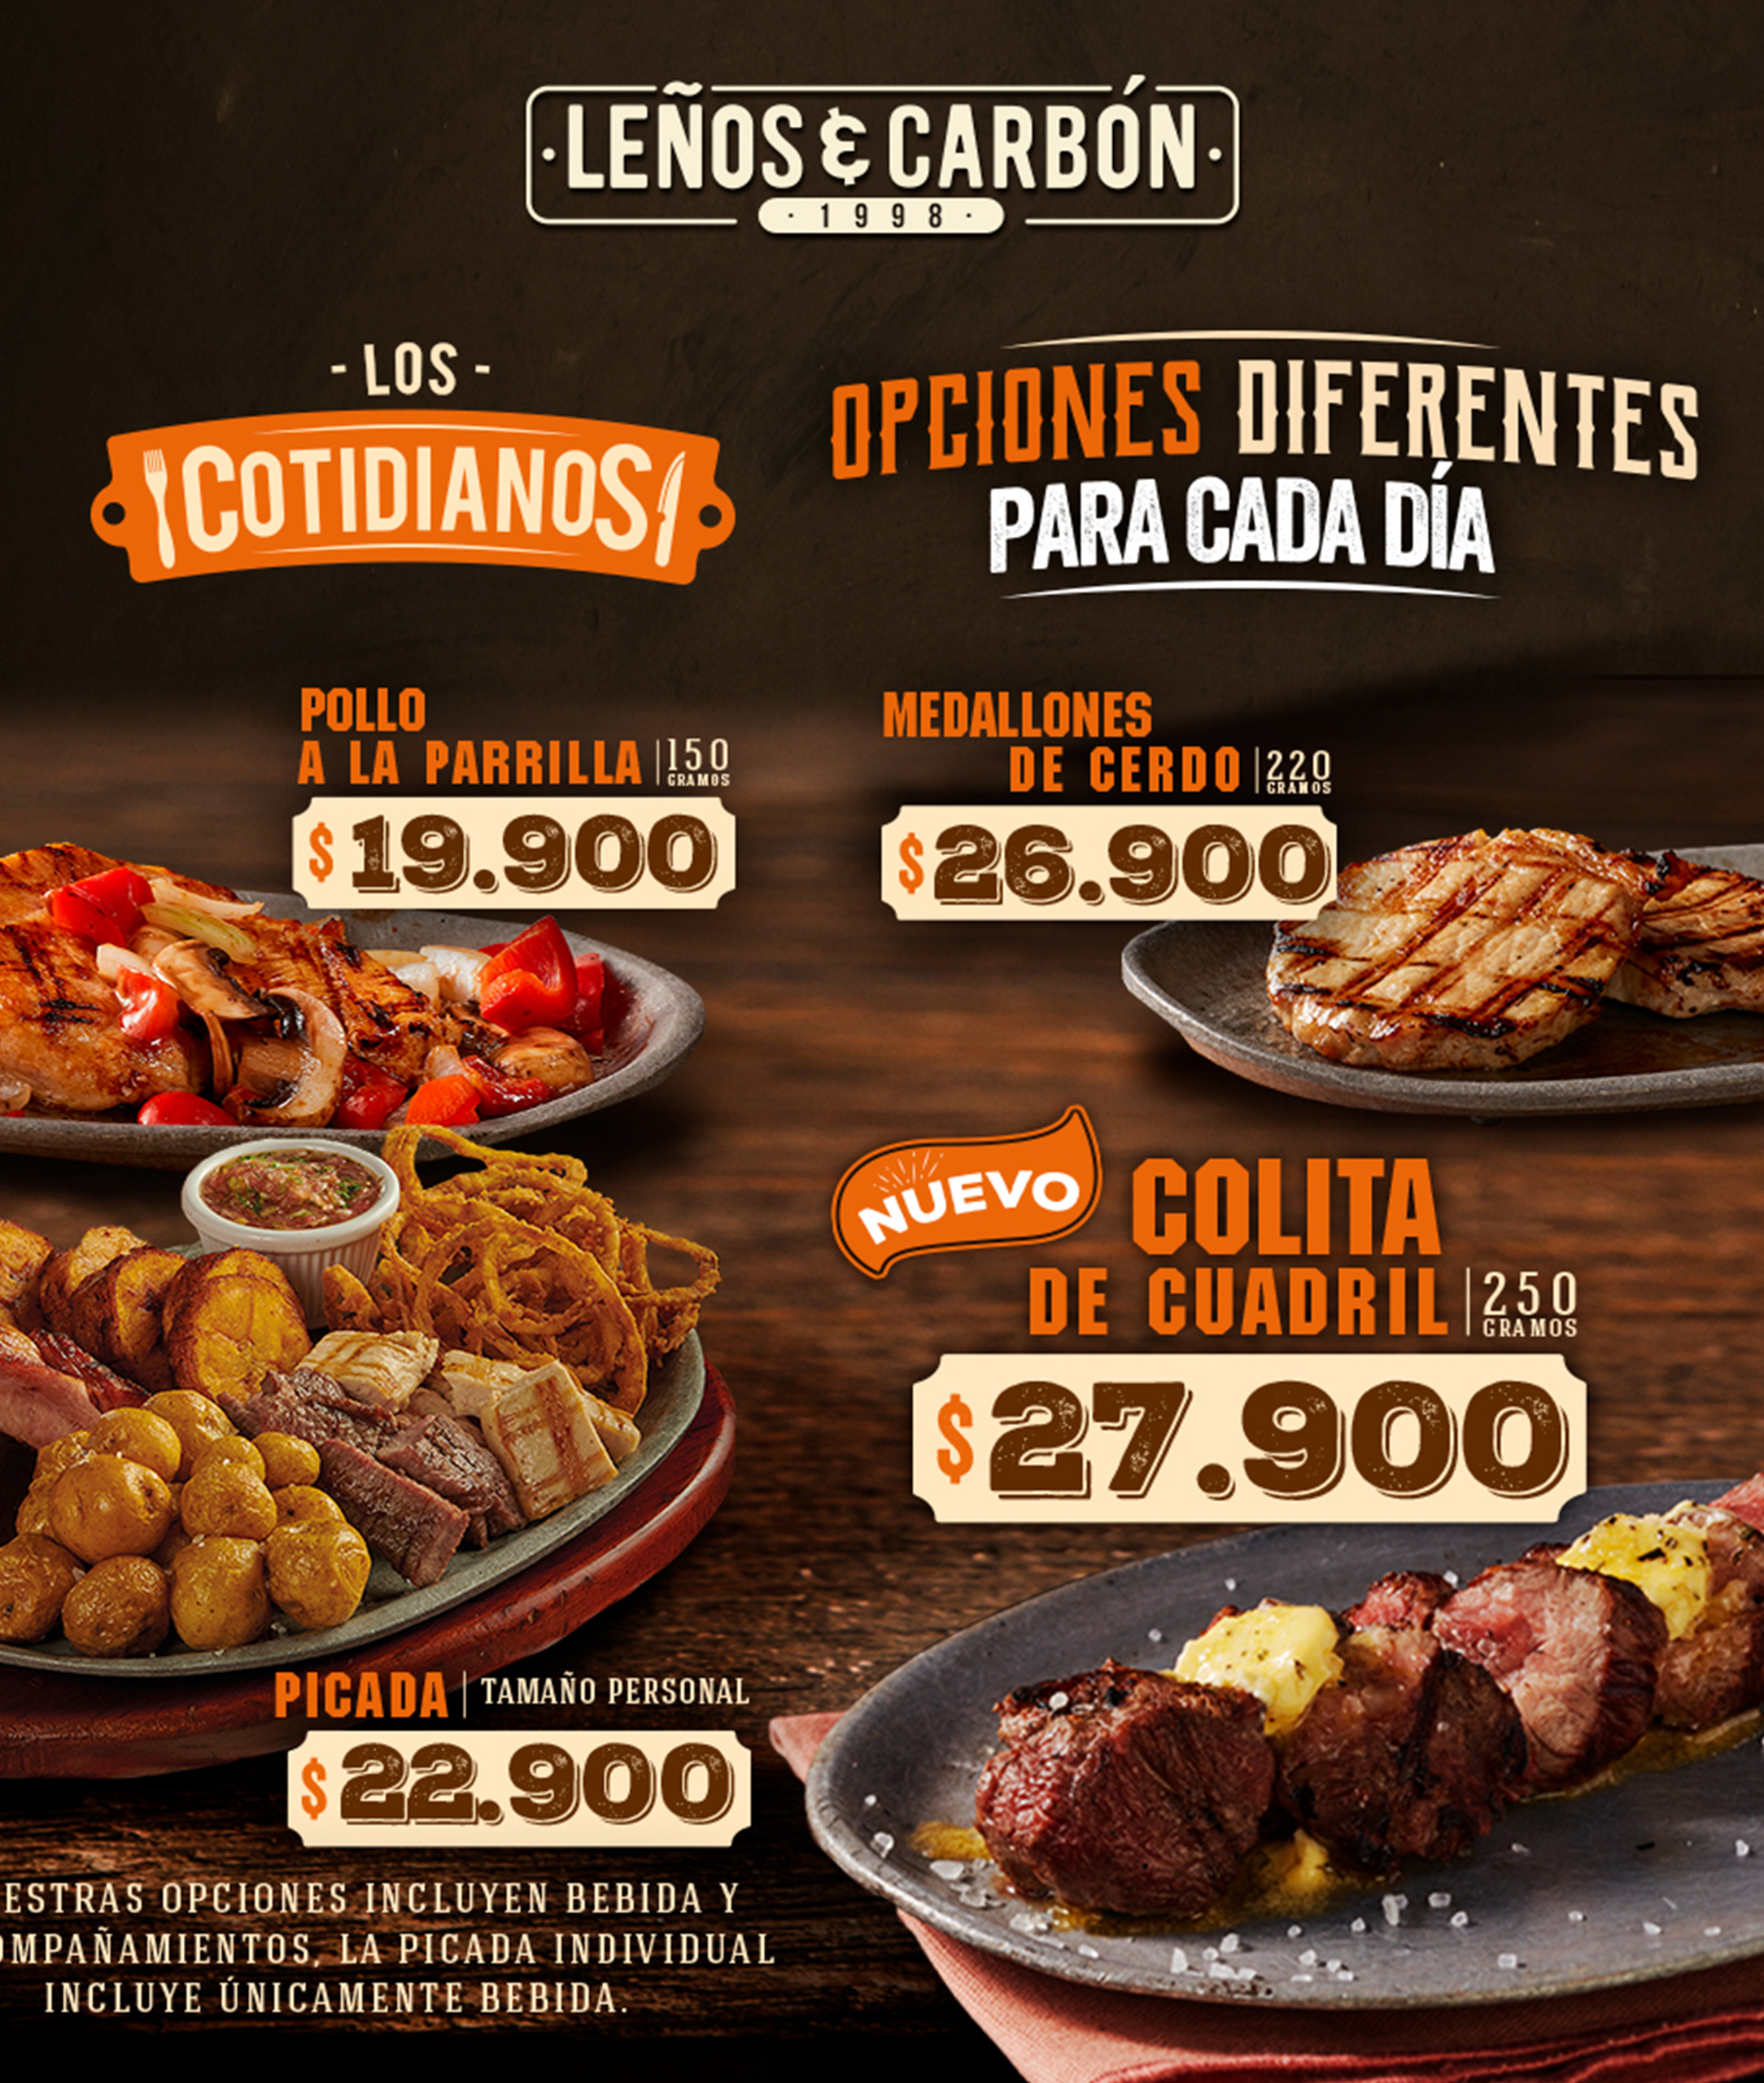 LEÑOS & CARBÓN
· 1998 ·
- LOS -
COTIDIANOS
OPCIONES DIFERENTES
PARA CADA DÍA
POLLO
A LA PARRILLA | 150
GRAMOS
$ 19.900
MEDALLONES
DE CERDO | 220
GRAMOS
$ 26.900
NUEVO
COLITA
DE CUADRIL | 250
GRAMOS
$ 27.900
PICADA | TAMAÑO PERSONAL
$ 22.900
ESTRAS OPCIONES INCLUYEN BEBIDA Y
OMPAÑAMIENTOS, LA PICADA INDIVIDUAL
INCLUYE ÚNICAMENTE BEBIDA.